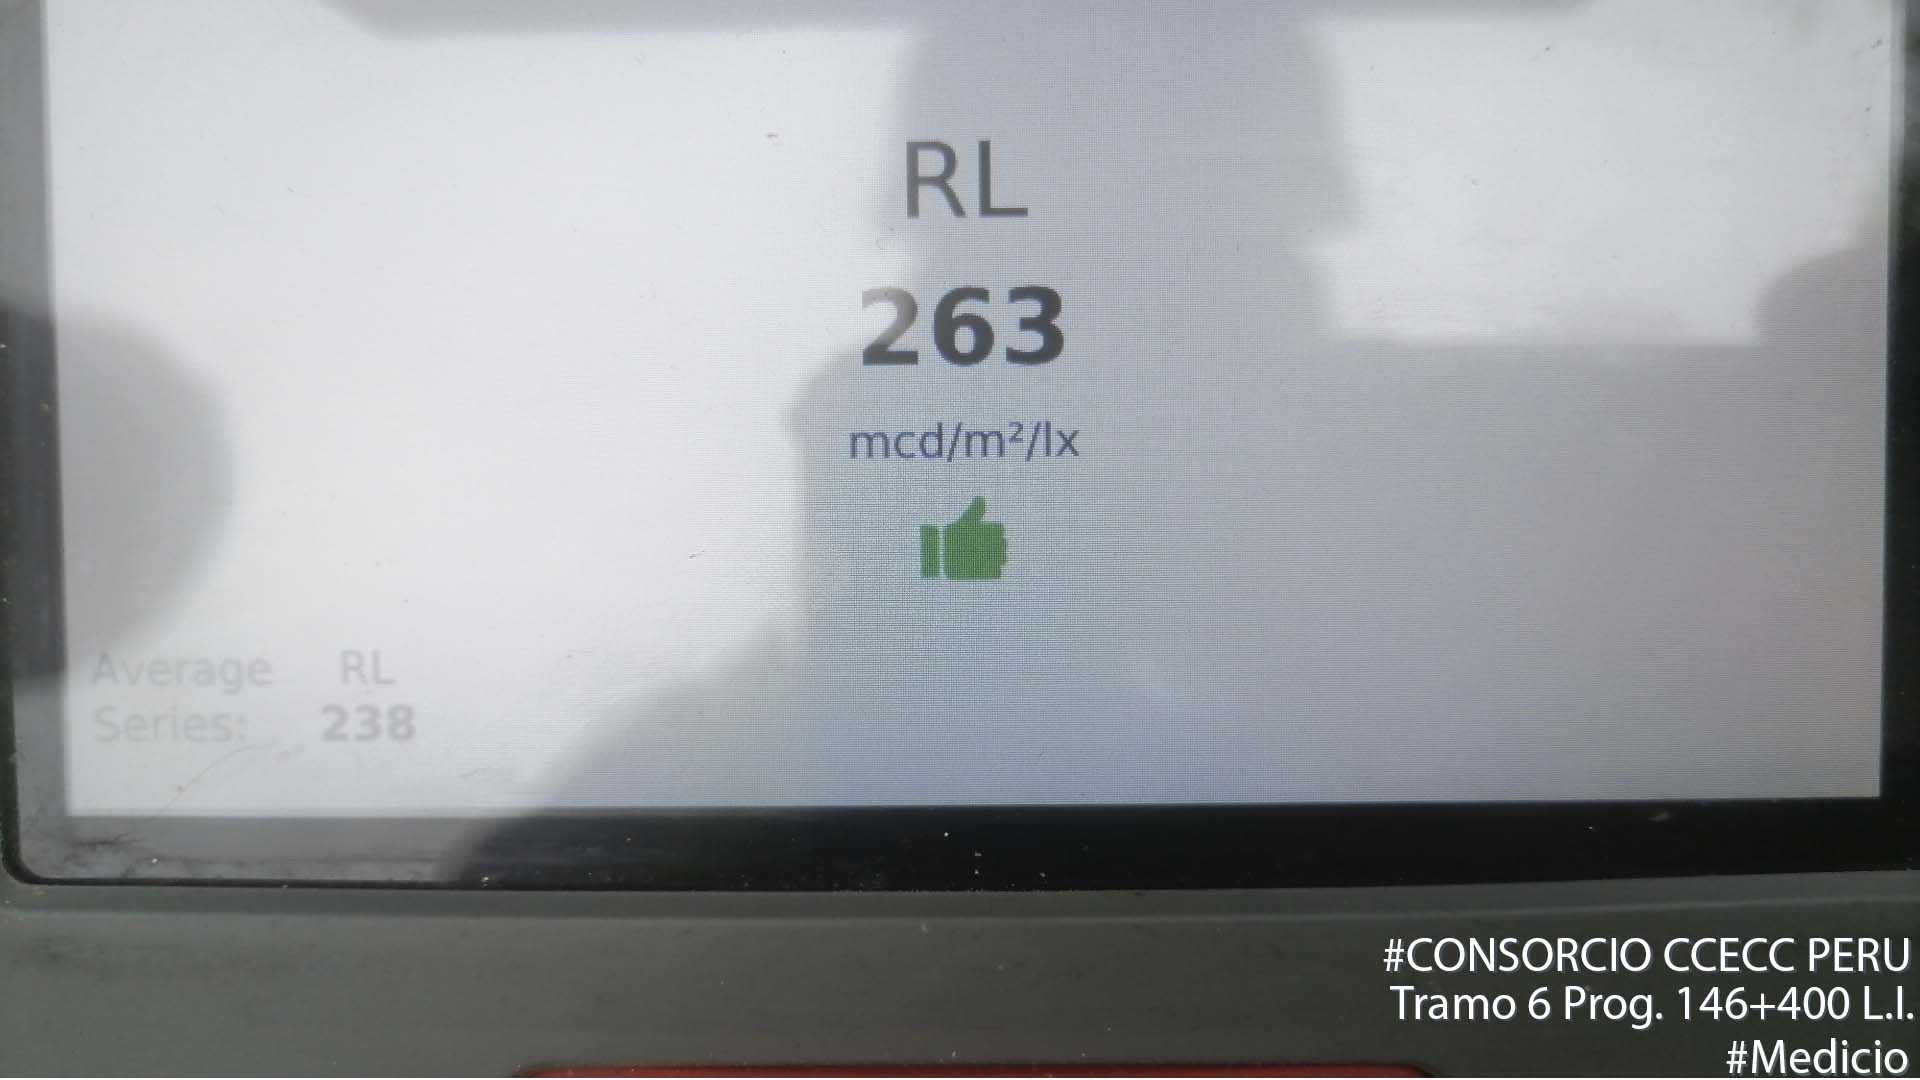 RL
263
mcd/m²/lx
Average RL
Series: 238
#CONSORCIO CCECC PERU
Tramo 6 Prog. 146+400 L.I.
#Medicio